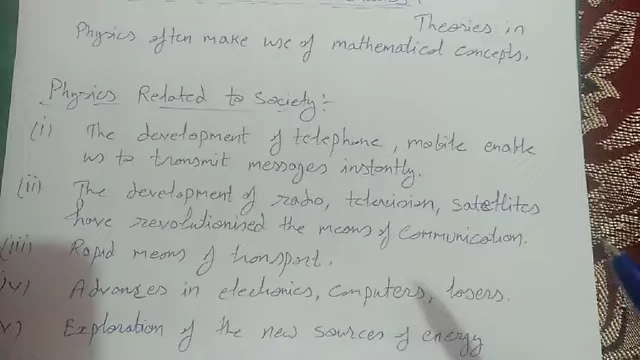 Theories in
Physics often make use of mathematical concepts.
Physics Related to Society:-
(i) The development of telephone, mobile enable
us to transmit messages instantly.
(ii) The development of radio, television, satellites
have revolutionised the means of communication.
(iii) Rapid means of transport.
iv) Advances in electronics, computers, lasers.
v) Exploration of the new sources of energy